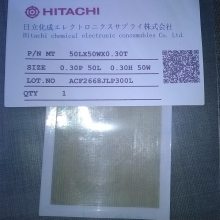 HITACHI
日立化成エレクトロニクスサプライ株式会社
Hitachi chemical electronic consumables Co., Ltd
P/N MT 50LX50WX0.30T
SIZE 0.30P 50L 0.30H 50W
LOT.NO ACF2668JLP300L
QTY 1